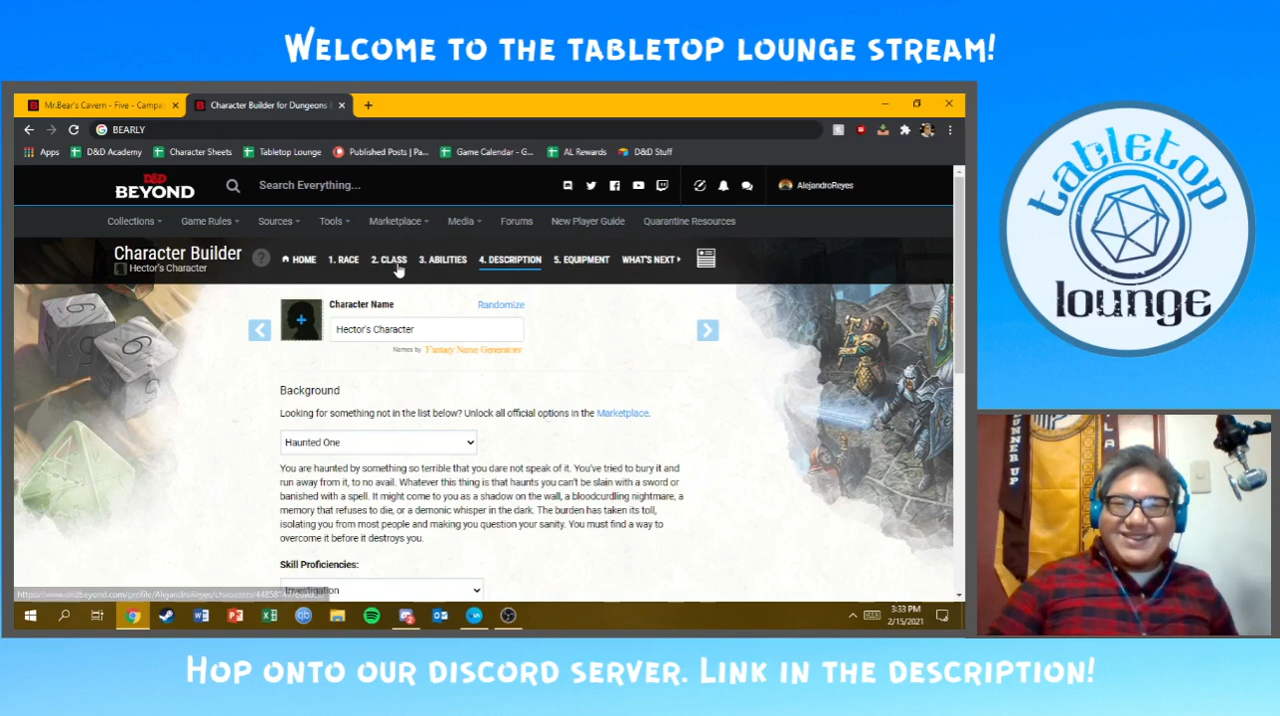 WELCOME TO THE TABLETOP LOUNGE STREAM!
Mr.Bear's Cavern - Five - Campa
Character Builder for Dungeons
BEARLY
Apps
D&D Academy
Character Sheets
Tabletop Lounge
Published Posts | Pa...
Game Calendar - G...
AL Rewards
D&D Stuff
D&D
BEYOND
Search Everything...
AlejandroReyes
Collections
Game Rules
Sources
Tools
Marketplace
Media
Forums
New Player Guide
Quarantine Resources
Character Builder
Hector's Character
?
HOME
1. RACE
2. CLASS
3. ABILITIES
4. DESCRIPTION
5. EQUIPMENT
WHAT'S NEXT
Character Name
Randomize
Hector's Character
Names by Fantasy Name Generators
Background
Looking for something not in the list below? Unlock all official options in the Marketplace.
Haunted One
You are haunted by something so terrible that you dare not speak of it. You've tried to bury it and
run away from it, to no avail. Whatever this thing is that haunts you can't be slain with a sword or
banished with a spell. It might come to you as a shadow on the wall, a bloodcurdling nightmare, a
memory that refuses to die, or a demonic whisper in the dark. The burden has taken its toll,
isolating you from most people and making you question your sanity. You must find a way to
overcome it before it destroys you.
Skill Proficiencies:
Investigation
3:33 PM
2/15/2021
tabletop
lounge
RUNNER UP
HOP ONTO OUR DISCORD SERVER. LINK IN THE DESCRIPTION!